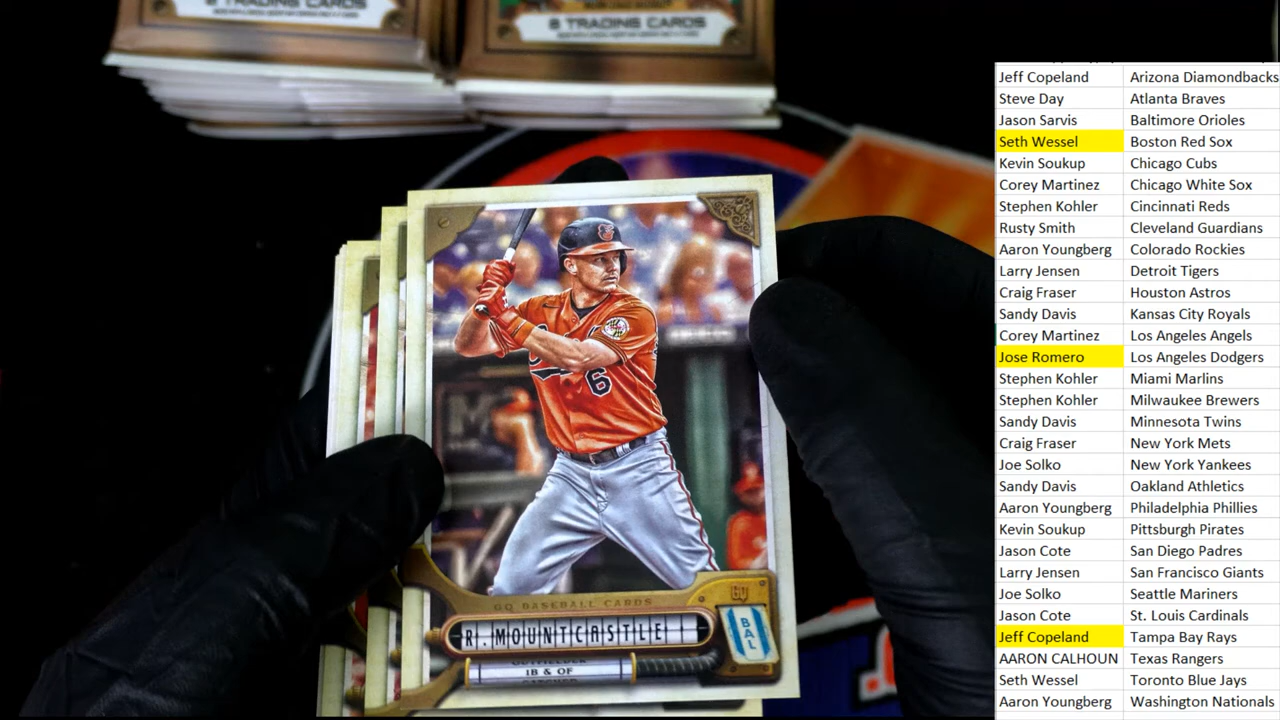 8 TRADING CARDS
8 TRADING CARDS
6
GQ BASEBALL CARDS
GQ
R. MOUNTCASTLE
BAL
1B & OF
Jeff Copeland Arizona Diamondbacks
Steve Day Atlanta Braves
Jason Sarvis Baltimore Orioles
Seth Wessel Boston Red Sox
Kevin Soukup Chicago Cubs
Corey Martinez Chicago White Sox
Stephen Kohler Cincinnati Reds
Rusty Smith Cleveland Guardians
Aaron Youngberg Colorado Rockies
Larry Jensen Detroit Tigers
Craig Fraser Houston Astros
Sandy Davis Kansas City Royals
Corey Martinez Los Angeles Angels
Jose Romero Los Angeles Dodgers
Stephen Kohler Miami Marlins
Stephen Kohler Milwaukee Brewers
Sandy Davis Minnesota Twins
Craig Fraser New York Mets
Joe Solko New York Yankees
Sandy Davis Oakland Athletics
Aaron Youngberg Philadelphia Phillies
Kevin Soukup Pittsburgh Pirates
Jason Cote San Diego Padres
Larry Jensen San Francisco Giants
Joe Solko Seattle Mariners
Jason Cote St. Louis Cardinals
Jeff Copeland Tampa Bay Rays
AARON CALHOUN Texas Rangers
Seth Wessel Toronto Blue Jays
Aaron Youngberg Washington Nationals